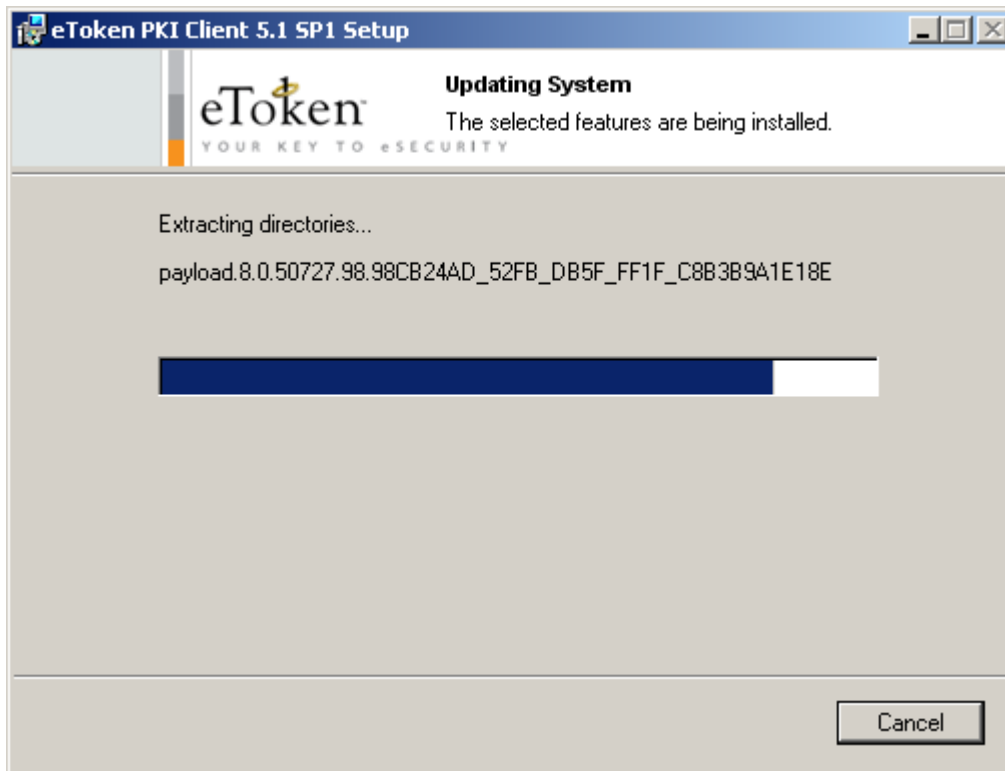 eToken PKI Client 5.1 SP1 Setup
eToken
YOUR KEY TO eSECURITY
Updating System
The selected features are being installed.
Extracting directories...
payload.8.0.50727.98.98CB24AD_52FB_DB5F_FF1F_C8B3B9A1E18E
Cancel